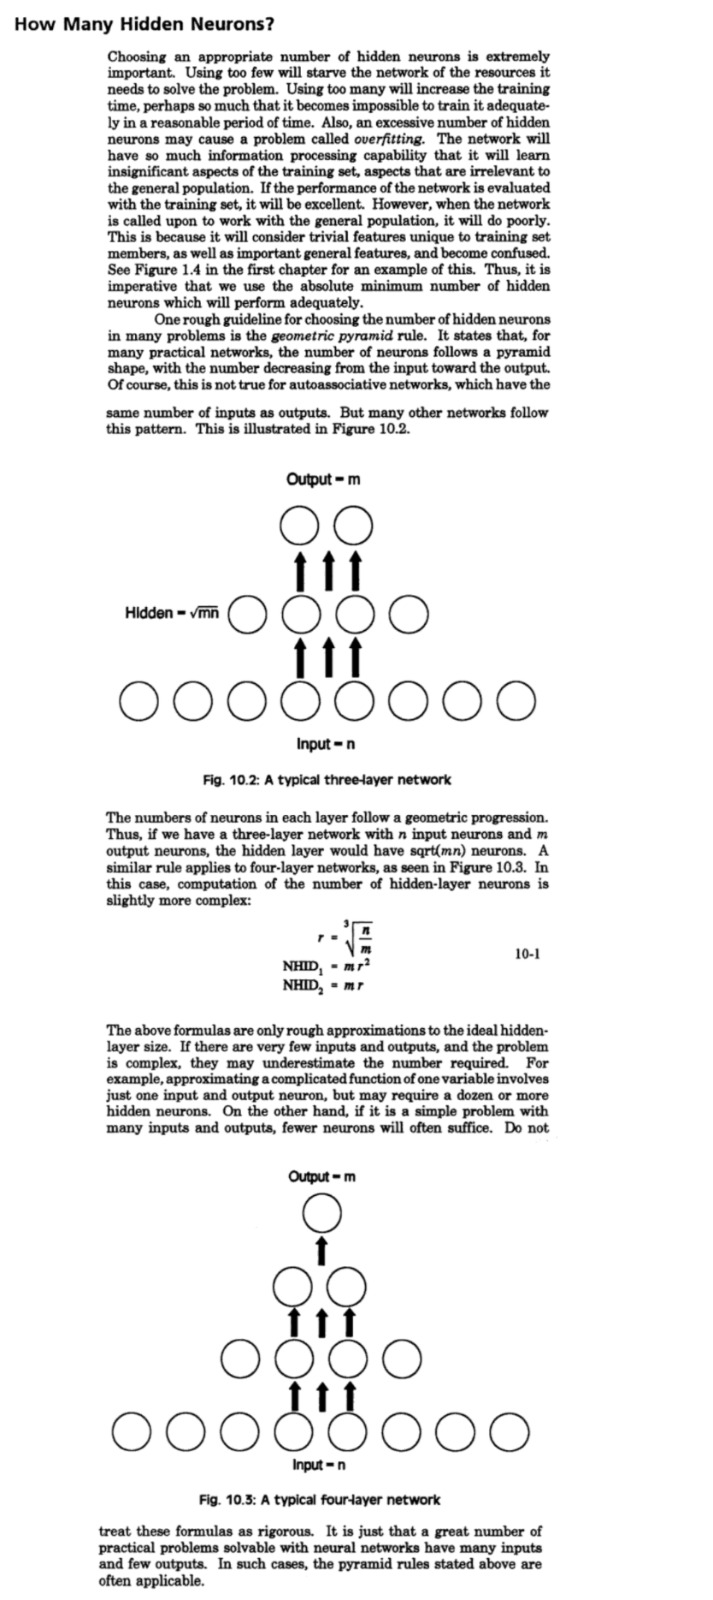 How Many Hidden Neurons?
Choosing an appropriate number of hidden neurons is extremely
important. Using too few will starve the network of the resources it
needs to solve the problem. Using too many will increase the training
time, perhaps so much that it becomes impossible to train it adequate-
ly in a reasonable period of time. Also, an excessive number of hidden
neurons may cause a problem called overfitting. The network will
have so much information processing capability that it will learn
insignificant aspects of the training set, aspects that are irrelevant to
the general population. If the performance of the network is evaluated
with the training set, it will be excellent. However, when the network
is called upon to work with the general population, it will do poorly.
This is because it will consider trivial features unique to training set
members, as well as important general features, and become confused.
See Figure 1.4 in the first chapter for an example of this. Thus, it is
imperative that we use the absolute minimum number of hidden
neurons which will perform adequately.
One rough guideline for choosing the number of hidden neurons
in many problems is the geometric pyramid rule. It states that, for
many practical networks, the number of neurons follows a pyramid
shape, with the number decreasing from the input toward the output.
Of course, this is not true for autoassociative networks, which have the
same number of inputs as outputs. But many other networks follow
this pattern. This is illustrated in Figure 10.2.
Output = m
Hidden = √mn
Input = n
Fig. 10.2: A typical three-layer network
The numbers of neurons in each layer follow a geometric progression.
Thus, if we have a three-layer network with n input neurons and m
output neurons, the hidden layer would have sqrt(mn) neurons. A
similar rule applies to four-layer networks, as seen in Figure 10.3. In
this case, computation of the number of hidden-layer neurons is
slightly more complex:
r = ∛(n/m)
NHID₁ = m r² 10-1
NHID₂ = m r
The above formulas are only rough approximations to the ideal hidden-
layer size. If there are very few inputs and outputs, and the problem
is complex, they may underestimate the number required. For
example, approximating a complicated function of one variable involves
just one input and output neuron, but may require a dozen or more
hidden neurons. On the other hand, if it is a simple problem with
many inputs and outputs, fewer neurons will often suffice. Do not
Output = m
Input = n
Fig. 10.3: A typical four-layer network
treat these formulas as rigorous. It is just that a great number of
practical problems solvable with neural networks have many inputs
and few outputs. In such cases, the pyramid rules stated above are
often applicable.